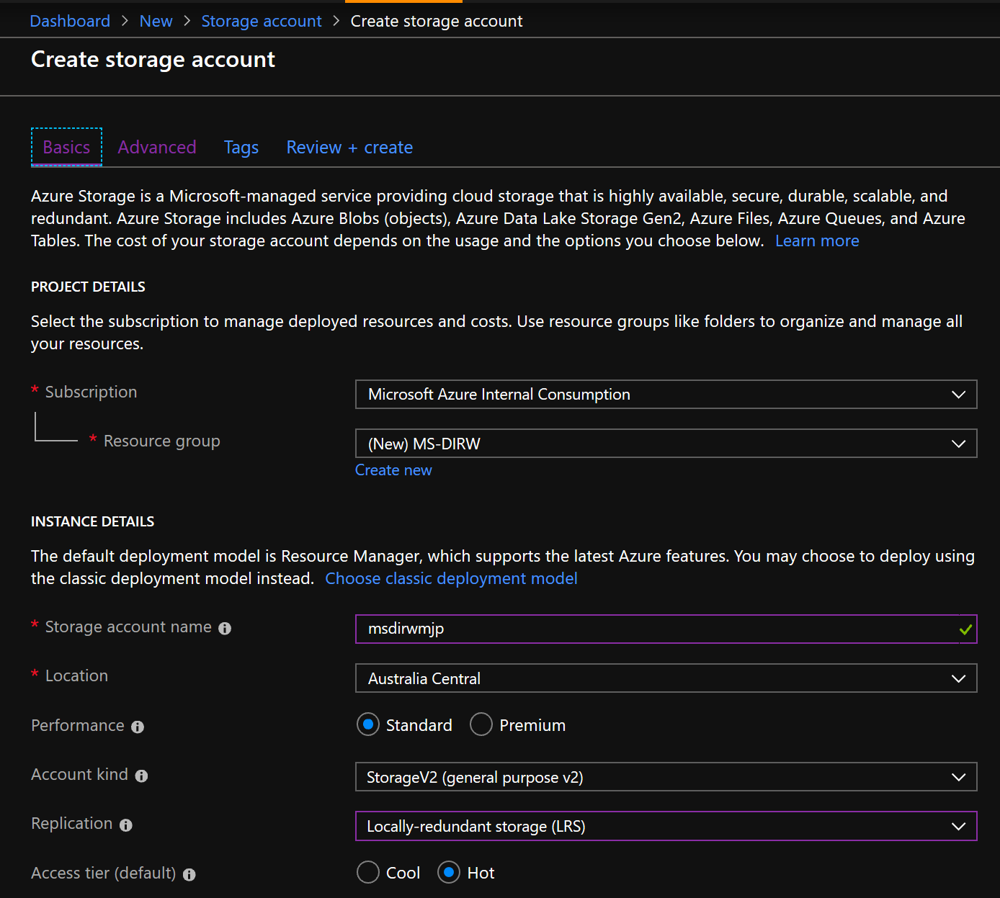 Dashboard > New > Storage account > Create storage account
Create storage account
Basics Advanced Tags Review + create
Azure Storage is a Microsoft-managed service providing cloud storage that is highly available, secure, durable, scalable, and
redundant. Azure Storage includes Azure Blobs (objects), Azure Data Lake Storage Gen2, Azure Files, Azure Queues, and Azure
Tables. The cost of your storage account depends on the usage and the options you choose below. Learn more
PROJECT DETAILS
Select the subscription to manage deployed resources and costs. Use resource groups like folders to organize and manage all
your resources.
* Subscription Microsoft Azure Internal Consumption
* Resource group (New) MS-DIRW
Create new
INSTANCE DETAILS
The default deployment model is Resource Manager, which supports the latest Azure features. You may choose to deploy using
the classic deployment model instead. Choose classic deployment model
* Storage account name msdirwmjp
* Location Australia Central
Performance Standard Premium
Account kind StorageV2 (general purpose v2)
Replication Locally-redundant storage (LRS)
Access tier (default) Cool Hot